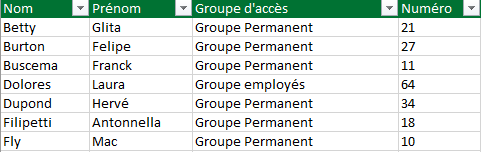 Nom Prénom Groupe d'accès Numéro
Betty Glita Groupe Permanent 21
Burton Felipe Groupe Permanent 27
Buscema Franck Groupe Permanent 11
Dolores Laura Groupe employés 64
Dupond Hervé Groupe Permanent 34
Filipetti Antonnella Groupe Permanent 18
Fly Mac Groupe Permanent 10